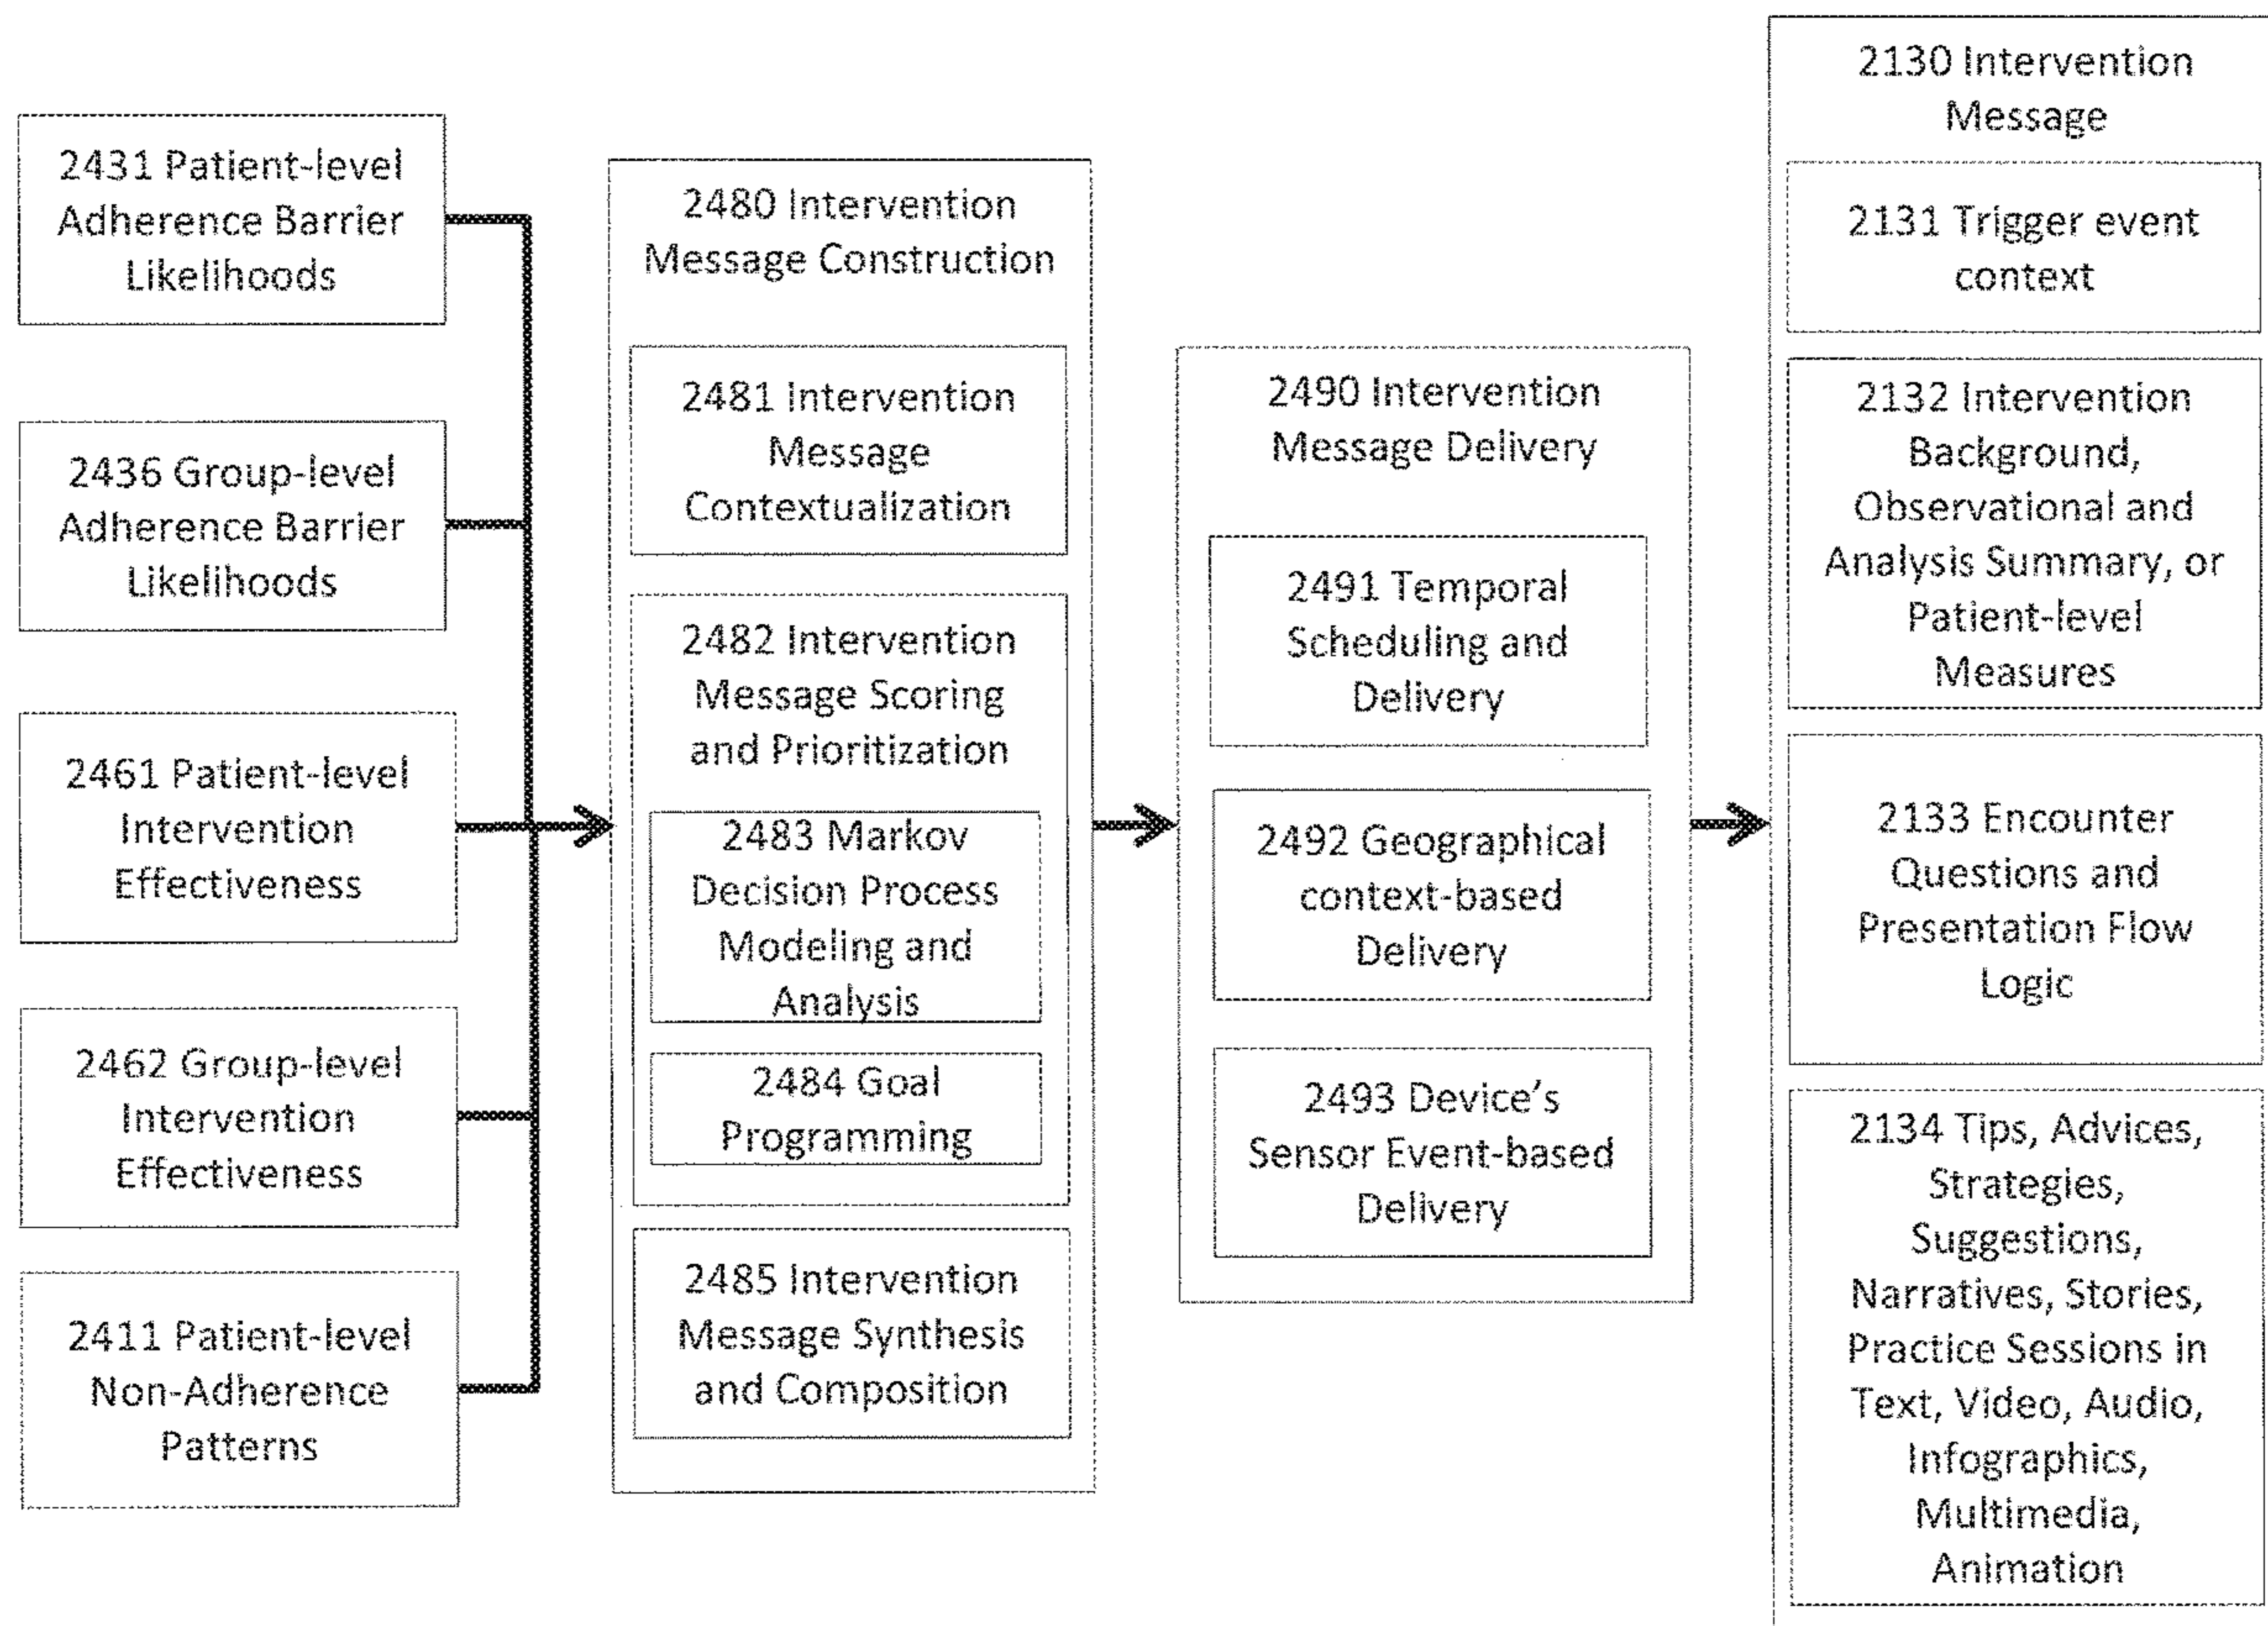 2431 Patient-level
Adherence Barrier
Likelihoods
2436 Group-level
Adherence Barrier
Likelihoods
2461 Patient-level
Intervention
Effectiveness
2462 Group-level
Intervention
Effectiveness
2411 Patient-level
Non-Adherence
Patterns
2480 Intervention
Message Construction
2481 Intervention
Message
Contextualization
2482 Intervention
Message Scoring
and Prioritization
2483 Markov
Decision Process
Modeling and
Analysis
2484 Goal
Programming
2485 Intervention
Message Synthesis
and Composition
2490 Intervention
Message Delivery
2491 Temporal
Scheduling and
Delivery
2492 Geographical
context-based
Delivery
2493 Device's
Sensor Event-based
Delivery
2130 Intervention
Message
2131 Trigger event
context
2132 Intervention
Background,
Observational and
Analysis Summary, or
Patient-level
Measures
2133 Encounter
Questions and
Presentation Flow
Logic
2134 Tips, Advices,
Strategies,
Suggestions,
Narratives, Stories,
Practice Sessions in
Text, Video, Audio,
Infographics,
Multimedia,
Animation